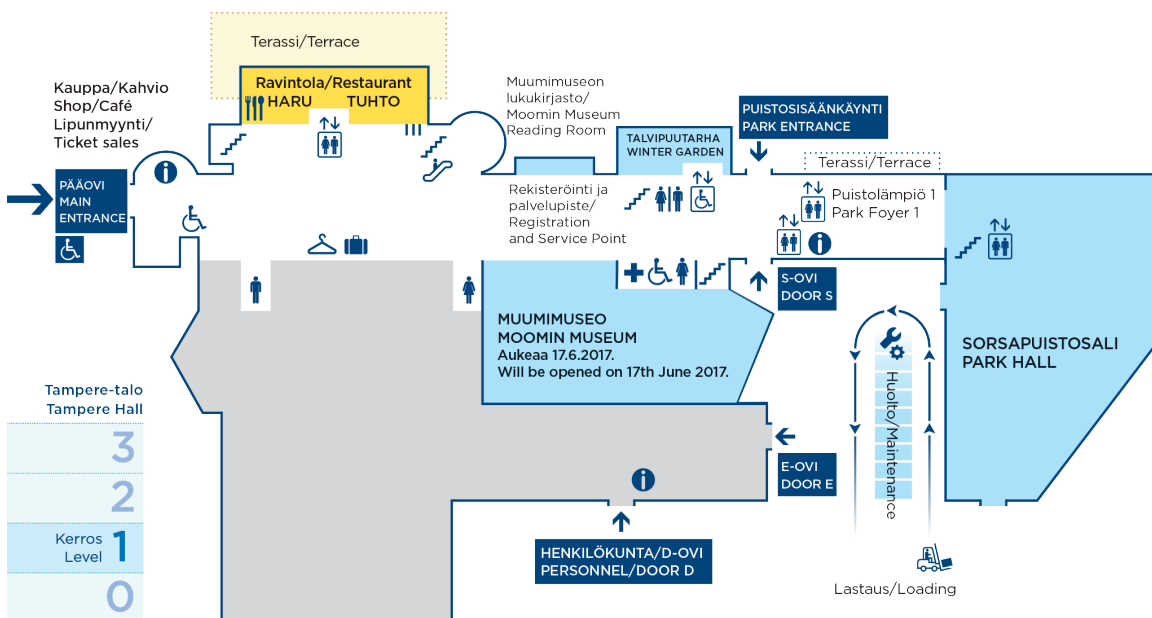 Terassi/Terrace
Ravintola/Restaurant
HARU TUHTO
Kauppa/Kahvio
Shop/Café
Lipunmyynti/
Ticket sales
Muumimuseon
lukukirjasto/
Moomin Museum
Reading Room
PUISTOSISÄÄNKÄYNTI
PARK ENTRANCE
TALVIPUUTARHA
WINTER GARDEN
Terassi/Terrace
PÄÄOVI
MAIN
ENTRANCE
Rekisteröinti ja
palvelupiste/
Registration
and Service Point
Puistolämpiö 1
Park Foyer 1
S-OVI
DOOR S
MUUMIMUSEO
MOOMIN MUSEUM
Aukeaa 17.6.2017.
Will be opened on 17th June 2017.
SORSAPUISTOSALI
PARK HALL
Huolto/Maintenance
Tampere-talo
Tampere Hall
3
2
Kerros
Level
1
0
E-OVI
DOOR E
HENKILÖKUNTA/D-OVI
PERSONNEL/DOOR D
Lastaus/Loading